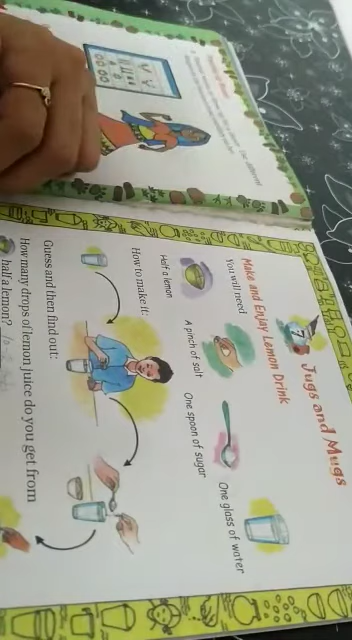 Jugs and Mugs
Make and Enjoy Lemon Drink
You will need
Half a lemon
A pinch of salt
One spoon of sugar
One glass of water
How to make it:
Guess and then find out:
How many drops of lemon juice do you get from
half a lemon?